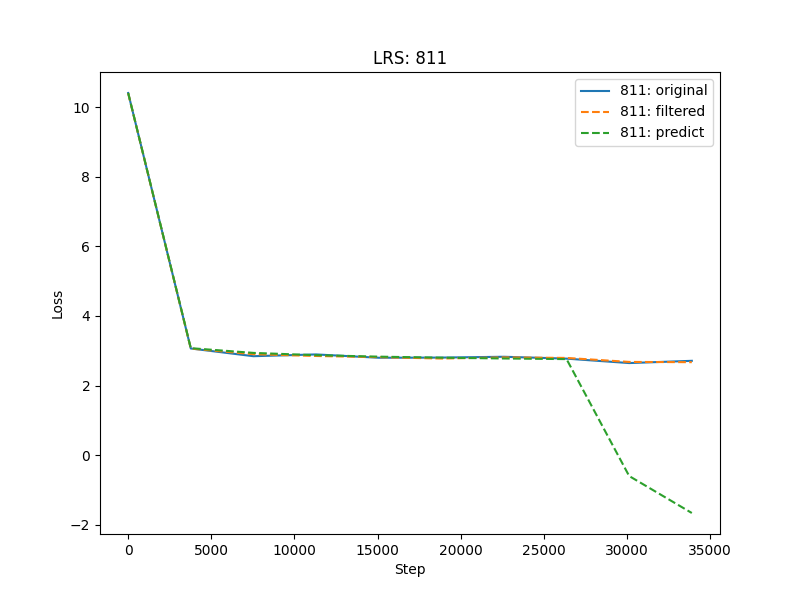 LRS: 811
811: original
811: filtered
811: predict
Loss
10
8
6
4
2
0
−2
0 5000 10000 15000 20000 25000 30000 35000
Step